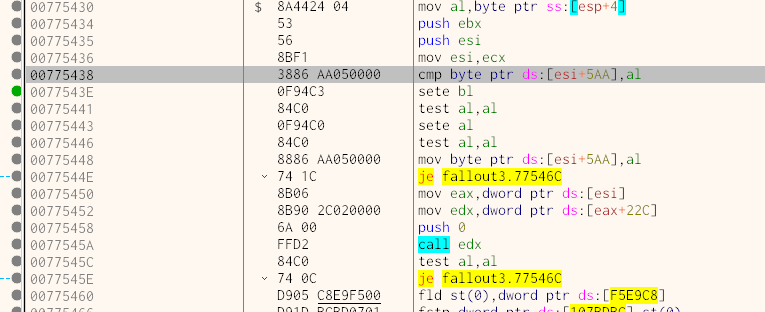 00775430 $ 8A4424 04 mov al,byte ptr ss:[esp+4]
00775434 53 push ebx
00775435 56 push esi
00775436 8BF1 mov esi,ecx
00775438 3886 AA050000 cmp byte ptr ds:[esi+5AA],al
0077543E 0F94C3 sete bl
00775441 84C0 test al,al
00775443 0F94C0 sete al
00775446 84C0 test al,al
00775448 8886 AA050000 mov byte ptr ds:[esi+5AA],al
0077544E 74 1C je fallout3.77546C
00775450 8B06 mov eax,dword ptr ds:[esi]
00775452 8B90 2C020000 mov edx,dword ptr ds:[eax+22C]
00775458 6A 00 push 0
0077545A FFD2 call edx
0077545C 84C0 test al,al
0077545E 74 0C je fallout3.77546C
00775460 D905 C8E9F500 fld st(0),dword ptr ds:[F5E9C8]